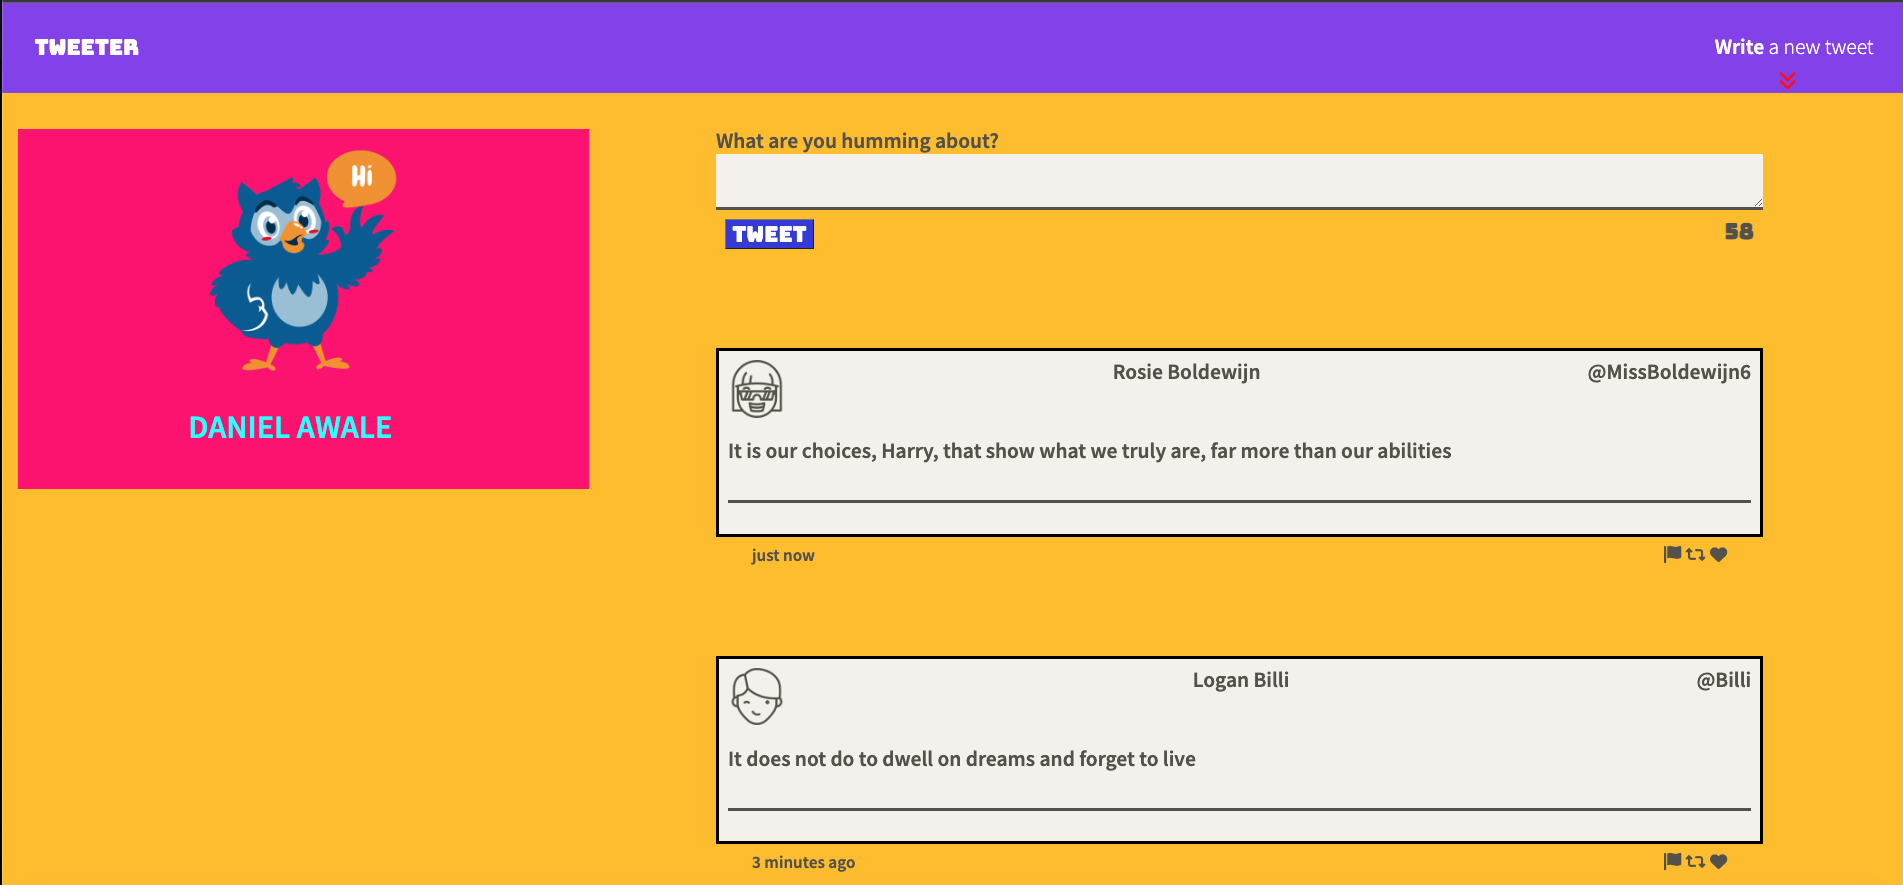 TWEETER
Write a new tweet
Hi
DANIEL AWALE
What are you humming about?
TWEET
58
Rosie Boldewijn
@MissBoldewijn6
It is our choices, Harry, that show what we truly are, far more than our abilities
just now
Logan Billi
@Billi
It does not do to dwell on dreams and forget to live
3 minutes ago